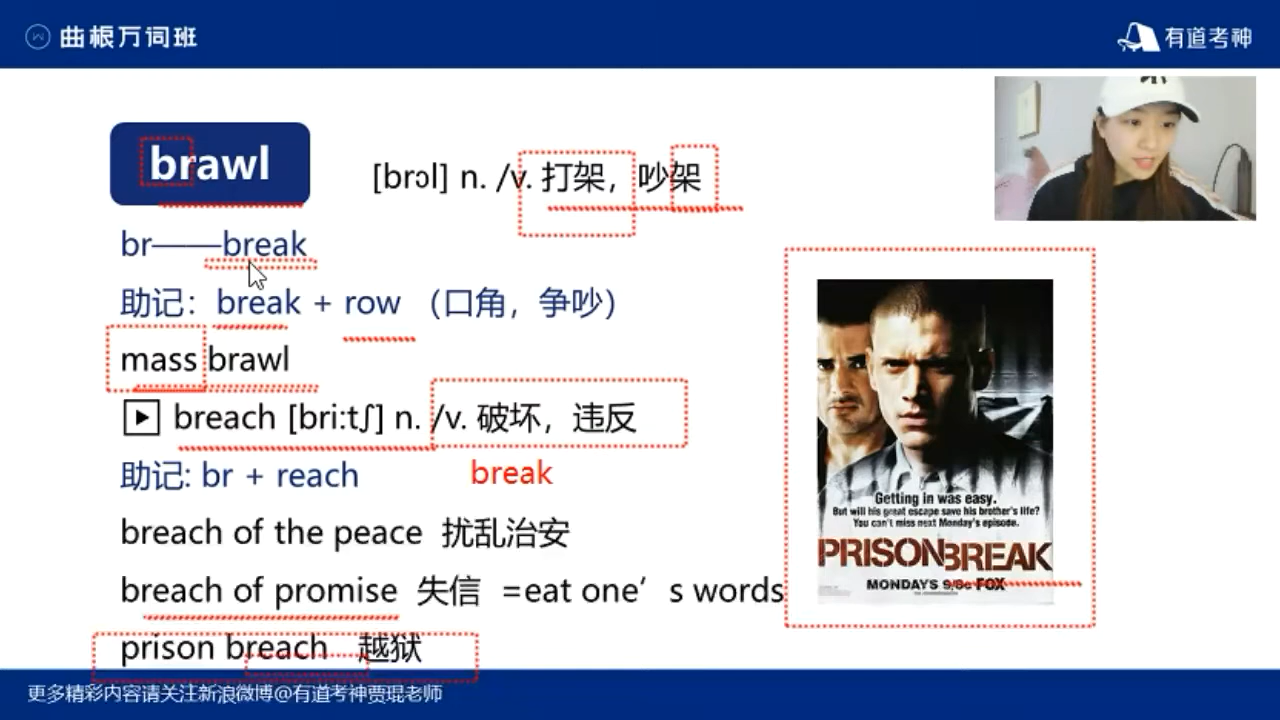 曲根万词班
有道考神
brawl
[brɔl] n. /v. 打架，吵架
br——break
助记：break + row （口角，争吵）
mass brawl
breach [bri:tʃ] n. /v. 破坏，违反
助记: br + reach
break
breach of the peace 扰乱治安
breach of promise 失信 =eat one’s words
prison breach 越狱
Getting in was easy.
But will his great escape save his brother's life?
You can't miss next Monday's episode.
PRISONBREAK
MONDAYS 9/8c FOX
更多精彩内容请关注新浪微博@有道考神贾琨老师